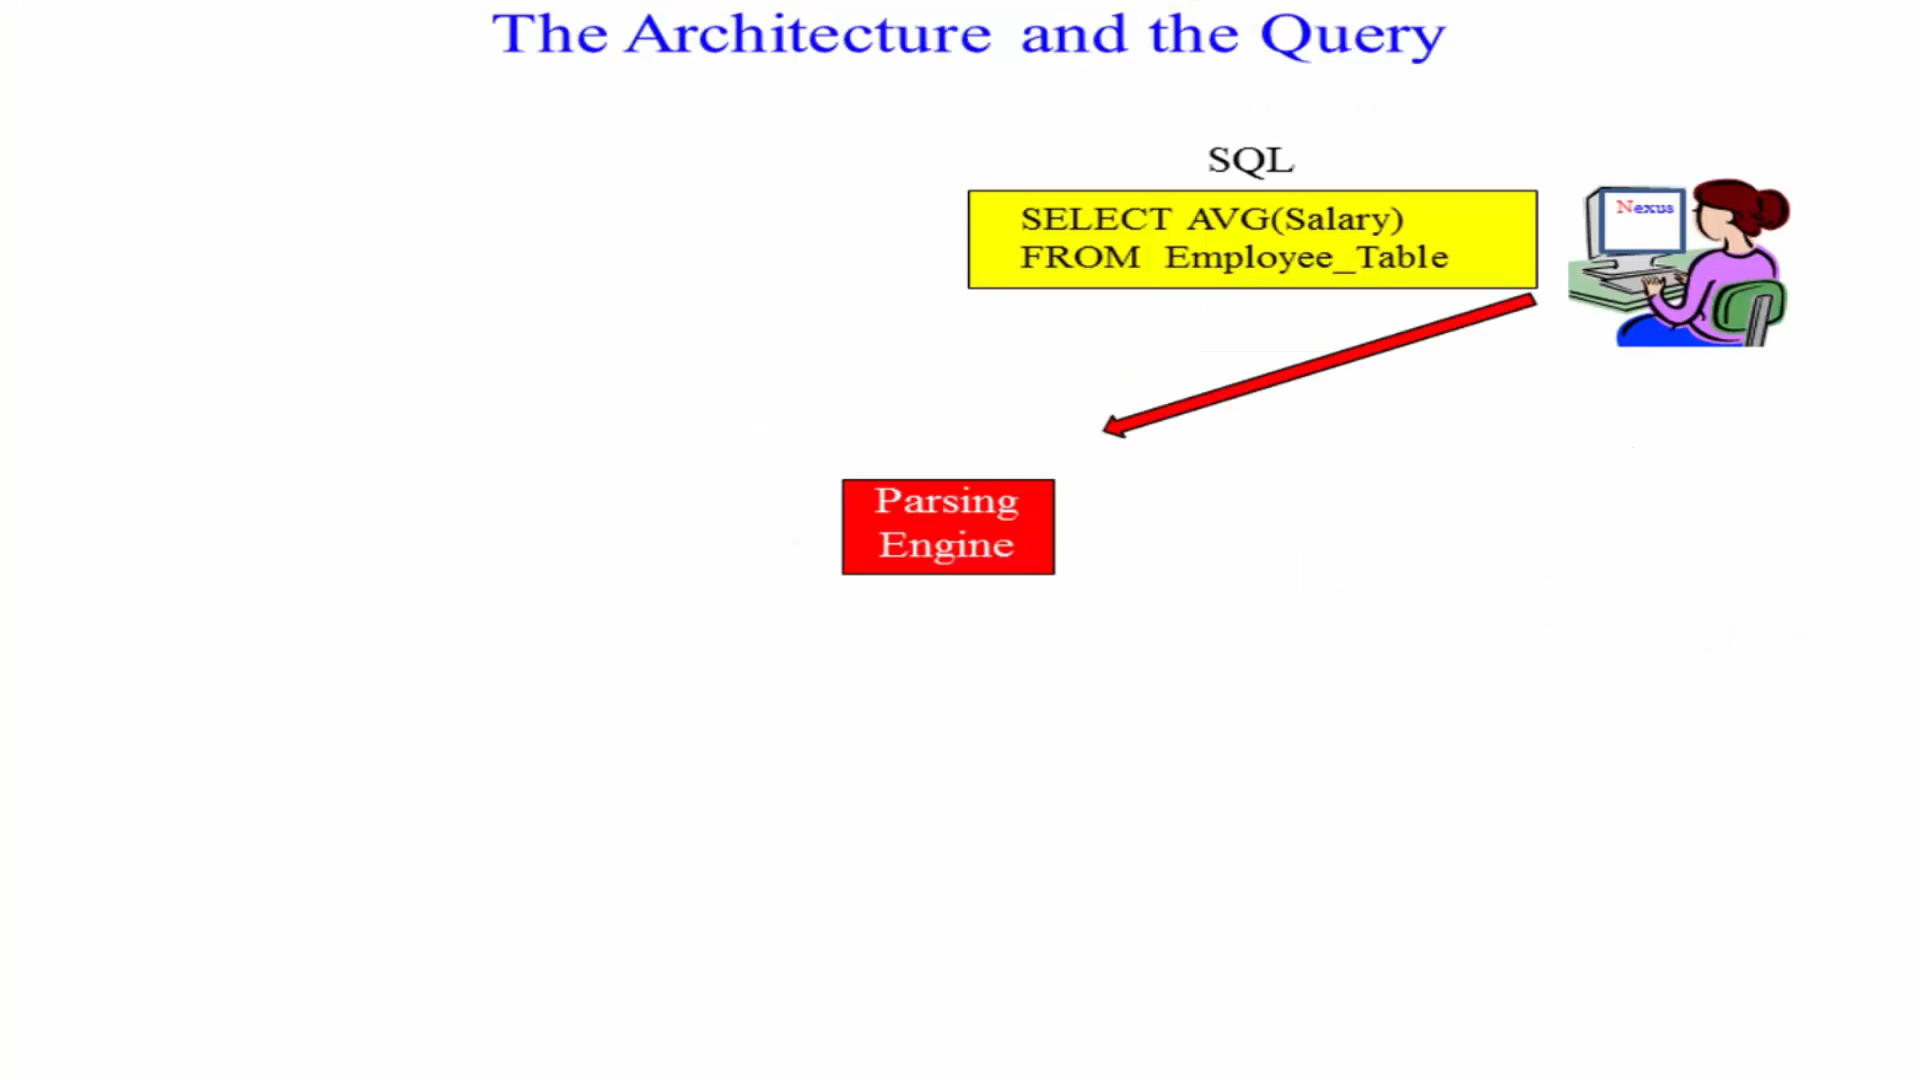 The Architecture and the Query
SQL
SELECT AVG(Salary)
FROM Employee_Table
Nexus
Parsing
Engine